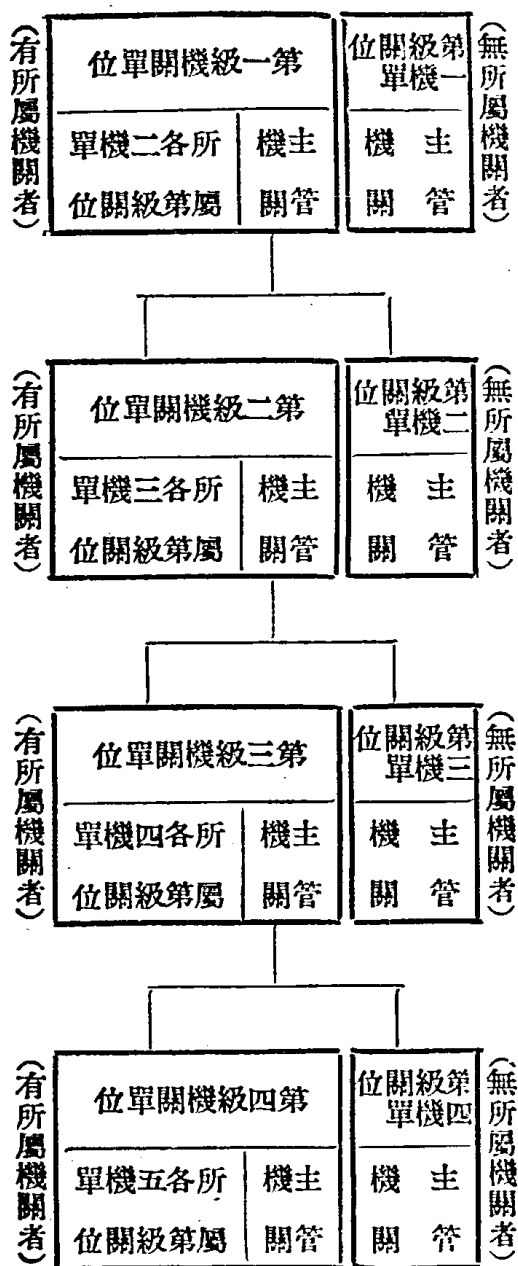 （無所屬機關者）
第一級機關單位
主管機關
第一級機關單位
主管機關
所屬各第二級機關單位
（有所屬機關者）
（無所屬機關者）
第二級機關單位
主管機關
第二級機關單位
主管機關
所屬各第三級機關單位
（有所屬機關者）
（無所屬機關者）
第三級機關單位
主管機關
第三級機關單位
主管機關
所屬各第四級機關單位
（有所屬機關者）
（無所屬機關者）
第四級機關單位
主管機關
第四級機關單位
主管機關
所屬各第五級機關單位
（有所屬機關者）